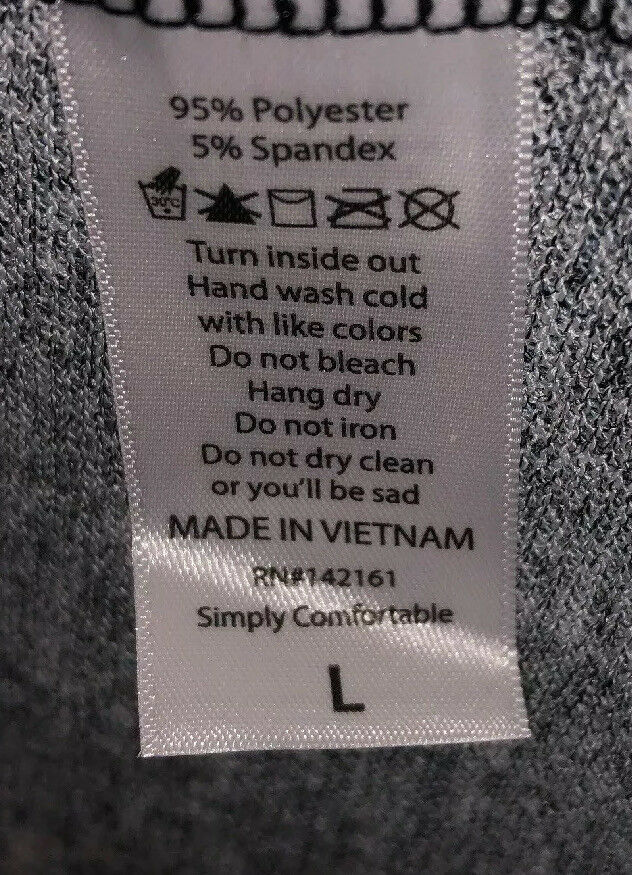 95% Polyester
5% Spandex
30°C
Turn inside out
Hand wash cold
with like colors
Do not bleach
Hang dry
Do not iron
Do not dry clean
or you'll be sad
MADE IN VIETNAM
RN#142161
Simply Comfortable
L